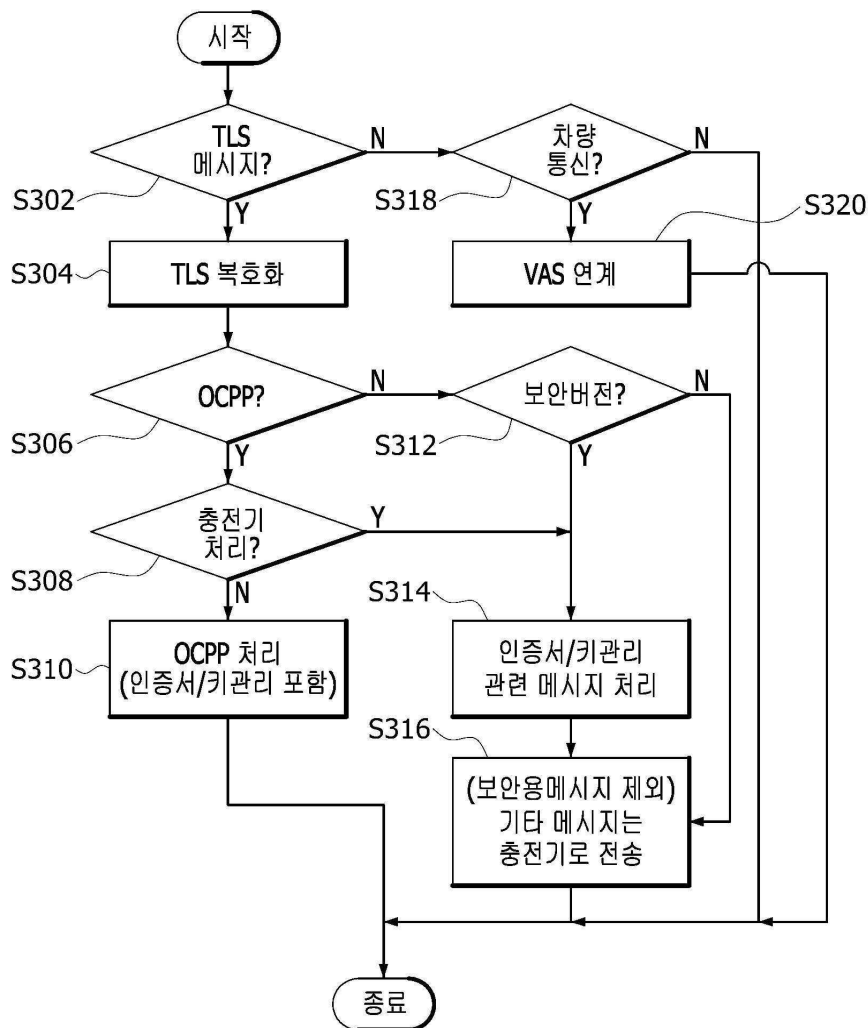 시작
TLS
메시지?
N
차량
통신?
N
S302
Y
S318
Y
S320
S304
TLS 복호화
VAS 연계
OCPP?
N
보안버전?
N
S306
Y
S312
Y
충전기
처리?
Y
S308
N
S314
S310
OCPP 처리
(인증서/키관리 포함)
인증서/키관리
관련 메시지 처리
S316
(보안용메시지 제외)
기타 메시지는
충전기로 전송
종료